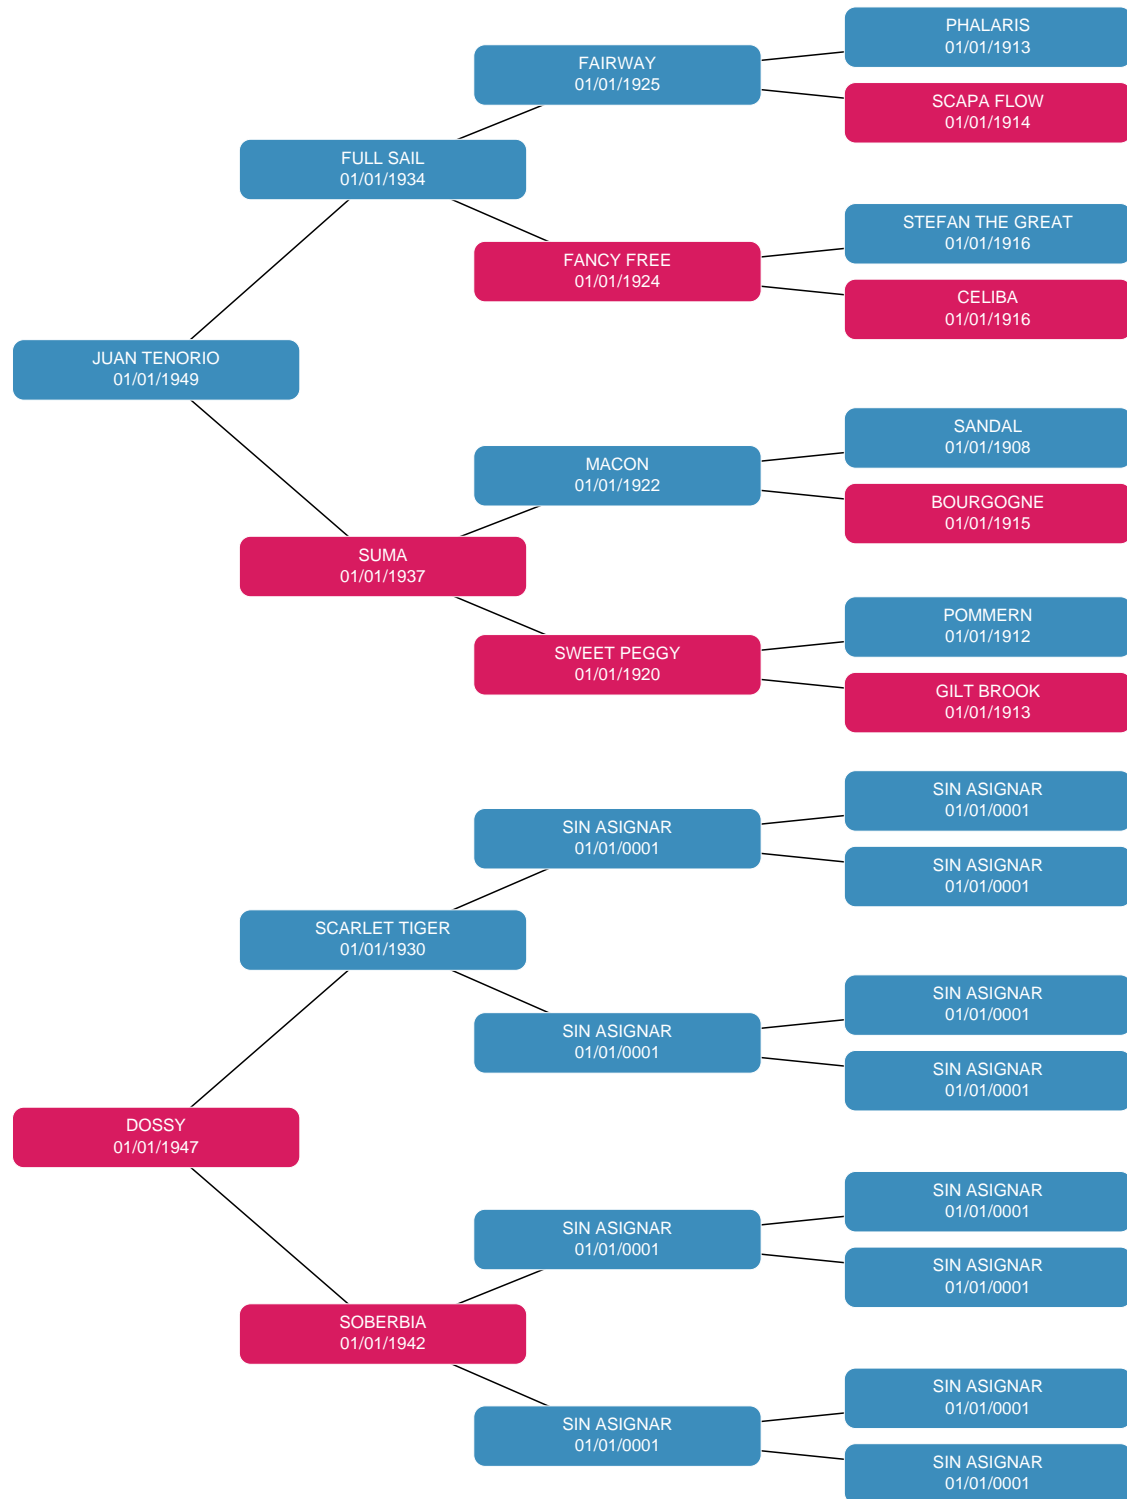 PHALARIS
01/01/1913
FAIRWAY
01/01/1925
SCAPA FLOW
01/01/1914
FULL SAIL
01/01/1934
STEFAN THE GREAT
01/01/1916
FANCY FREE
01/01/1924
CELIBA
01/01/1916
JUAN TENORIO
01/01/1949
SANDAL
01/01/1908
MACON
01/01/1922
BOURGOGNE
01/01/1915
SUMA
01/01/1937
POMMERN
01/01/1912
SWEET PEGGY
01/01/1920
GILT BROOK
01/01/1913
SIN ASIGNAR
01/01/0001
SIN ASIGNAR
01/01/0001
SIN ASIGNAR
01/01/0001
SCARLET TIGER
01/01/1930
SIN ASIGNAR
01/01/0001
SIN ASIGNAR
01/01/0001
SIN ASIGNAR
01/01/0001
DOSSY
01/01/1947
SIN ASIGNAR
01/01/0001
SIN ASIGNAR
01/01/0001
SIN ASIGNAR
01/01/0001
SOBERBIA
01/01/1942
SIN ASIGNAR
01/01/0001
SIN ASIGNAR
01/01/0001
SIN ASIGNAR
01/01/0001